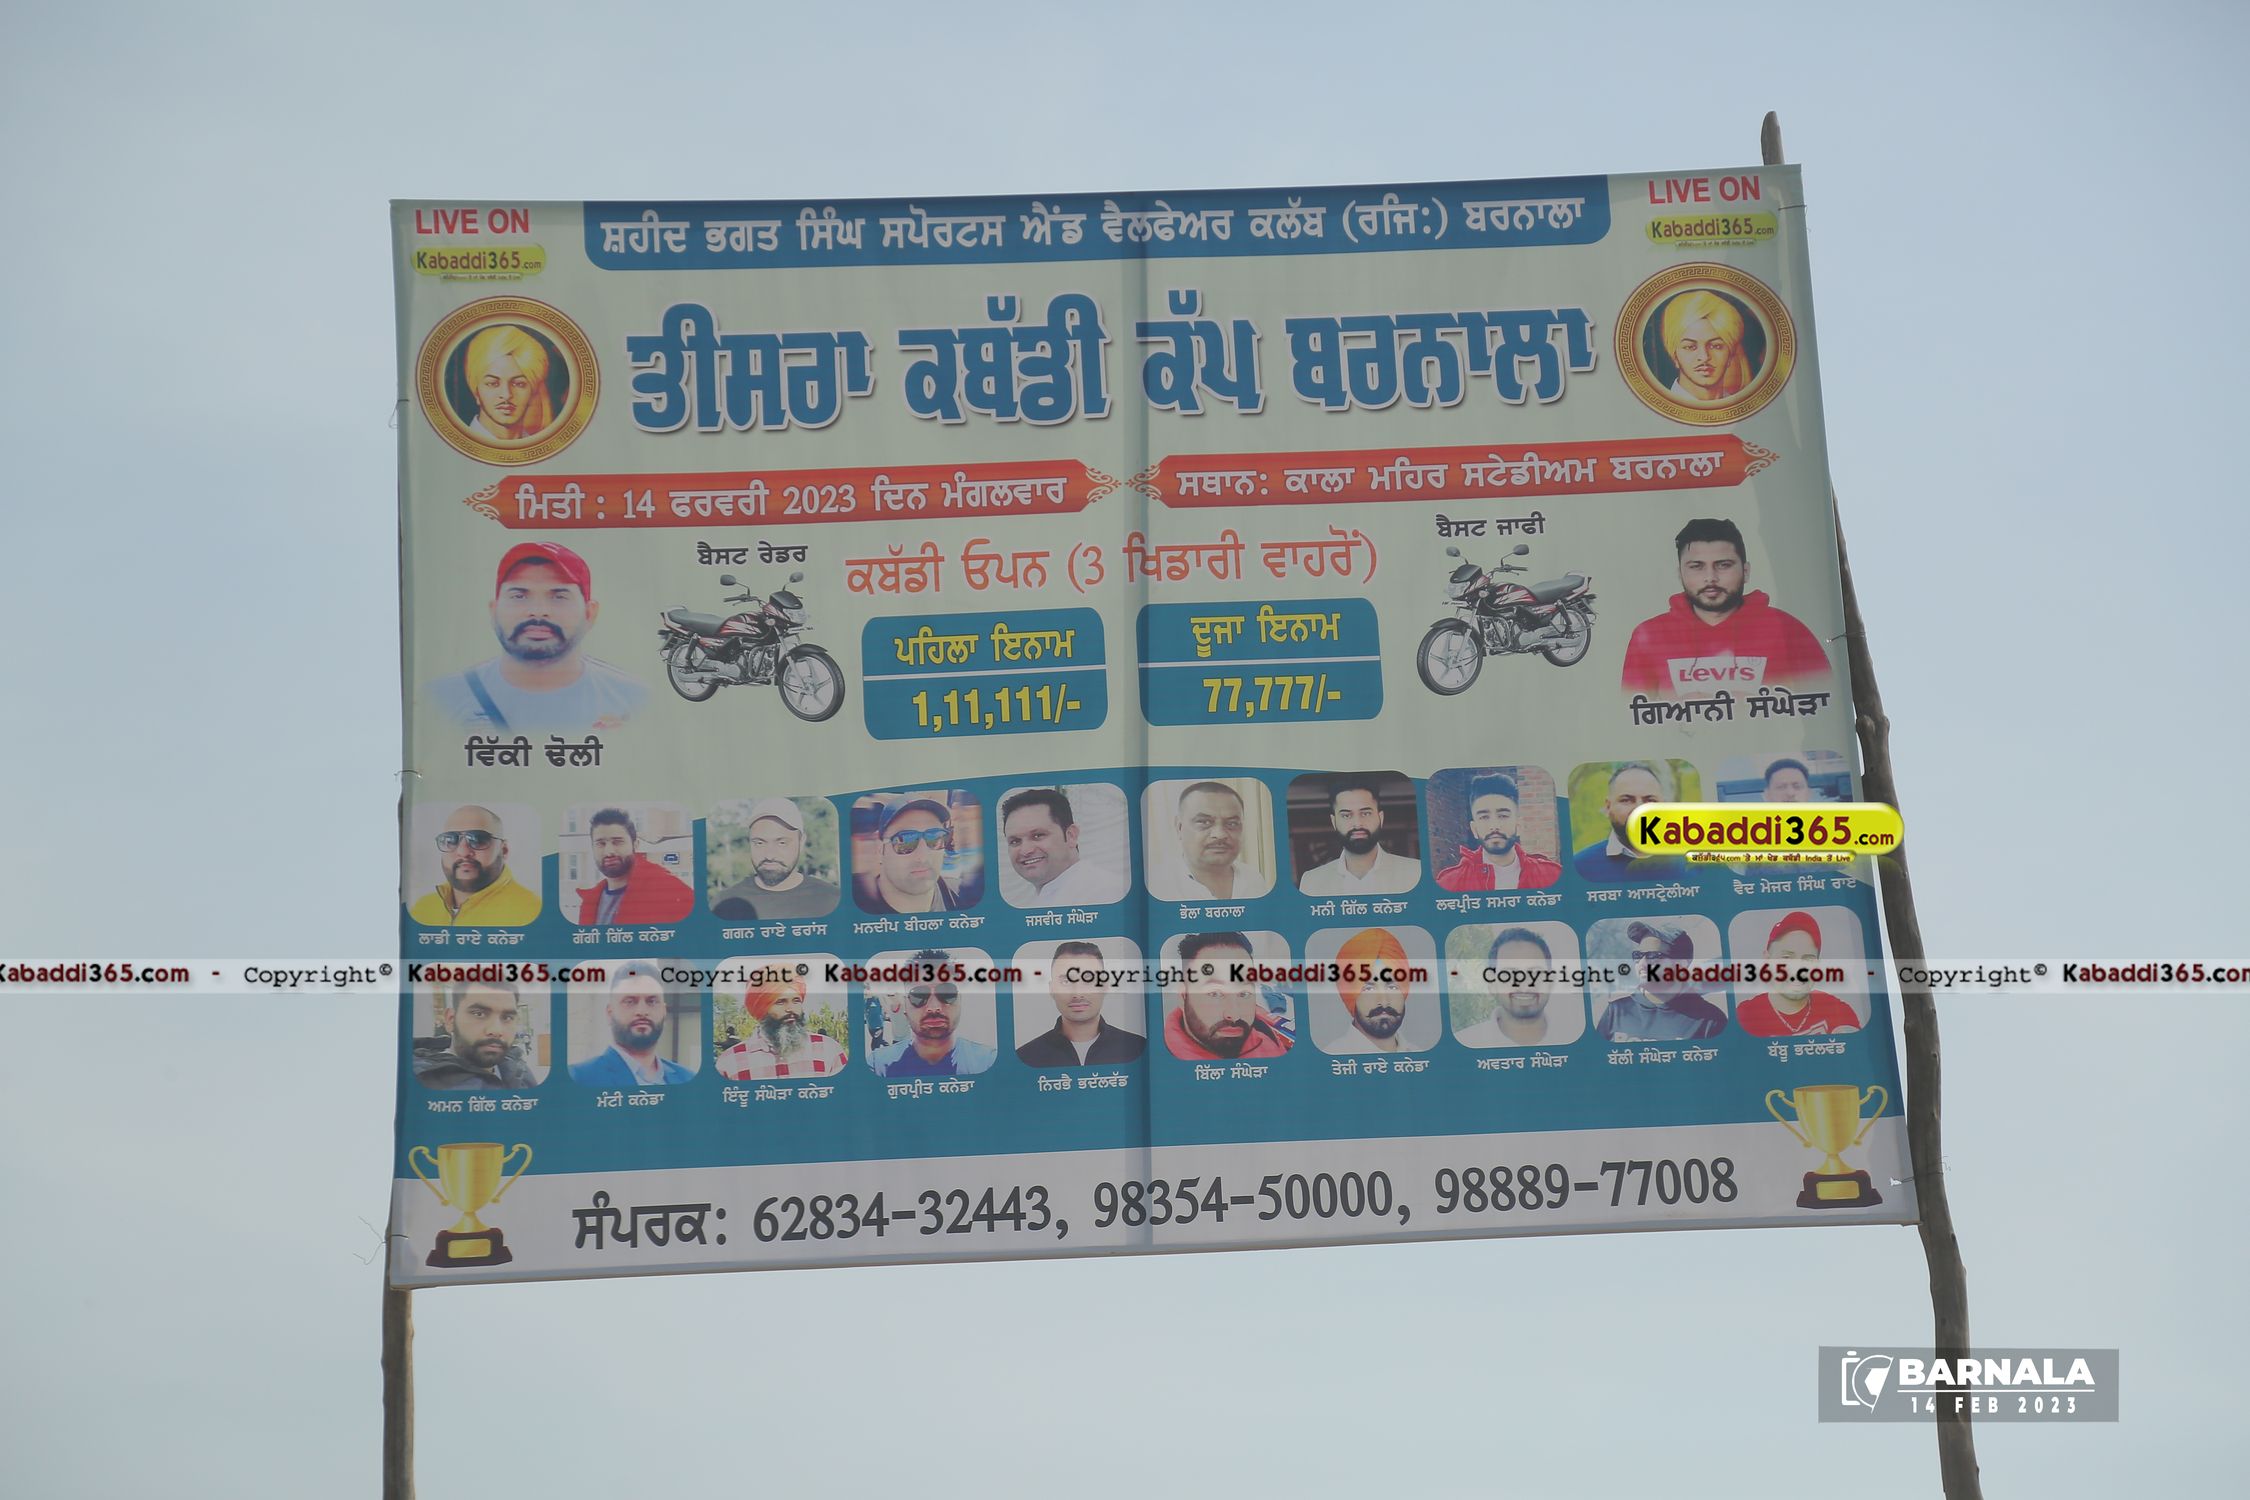 LIVE ON
ਸ਼ਹੀਦ ਭਗਤ ਸਿੰਘ ਸਪੋਰਟਸ ਐਂਡ ਵੈਲਫੇਅਰ ਕਲੱਬ (ਰਜਿ:) ਬਰਨਾਲਾ
LIVE ON
Kabaddi365.com
Kabaddi365.com
ਤੀਸਰਾ ਕਬੱਡੀ ਕੱਪ ਬਰਨਾਲਾ
ਮਿਤੀ : 14 ਫਰਵਰੀ 2023 ਦਿਨ ਮੰਗਲਵਾਰ
ਸਥਾਨ: ਕਾਲਾ ਮਹਿਰ ਸਟੇਡੀਅਮ ਬਰਨਾਲਾ
ਬੈਸਟ ਰੇਡਰ
ਕਬੱਡੀ ਓਪਨ (3 ਖਿਡਾਰੀ ਵਾਹਰੋਂ)
ਬੈਸਟ ਜਾਫੀ
ਪਹਿਲਾ ਇਨਾਮ
1,11,111/-
ਦੂਜਾ ਇਨਾਮ
77,777/-
Levi's
ਵਿੱਕੀ ਢੋਲੀ
ਗਿਆਨੀ ਸੰਘੇੜਾ
Kabaddi365.com
ਲਾਡੀ ਰਾਏ ਕਨੇਡਾ
ਗੱਗੀ ਗਿੱਲ ਕਨੇਡਾ
ਗਗਨ ਰਾਏ ਫਰਾਂਸ
ਮਨਦੀਪ ਬੀਹਲਾ ਕਨੇਡਾ
ਜਸਵੀਰ ਸੰਘੇੜਾ
ਭੋਲਾ ਬਰਨਾਲਾ
ਮਨੀ ਗਿੱਲ ਕਨੇਡਾ
ਲਵਪ੍ਰੀਤ ਸਮਰਾ ਕਨੇਡਾ
ਸਰਬਾ ਆਸਟ੍ਰੇਲੀਆ
ਵੈਦ ਮੇਜਰ ਸਿੰਘ ਰਾਏ
Kabaddi365.com - Copyright© Kabaddi365.com - Copyright© Kabaddi365.com - Copyright© Kabaddi365.com - Copyright© Kabaddi365.com - Copyright© Kabaddi365.com
ਅਮਨ ਗਿੱਲ ਕਨੇਡਾ
ਮੰਟੀ ਕਨੇਡਾ
ਇੰਦੂ ਸੰਘੇੜਾ ਕਨੇਡਾ
ਗੁਰਪ੍ਰੀਤ ਕਨੇਡਾ
ਨਿਰਭੈ ਭਦੱਲਵੱਡ
ਬਿੱਲਾ ਸੰਘੇੜਾ
ਤੇਜੀ ਰਾਏ ਕਨੇਡਾ
ਅਵਤਾਰ ਸੰਘੇੜਾ
ਬੱਲੀ ਸੰਘੇੜਾ ਕਨੇਡਾ
ਬੱਬੂ ਭਦੱਲਵੱਡ
ਸੰਪਰਕ: 62834-32443, 98354-50000, 98889-77008
BARNALA
14 FEB 2023